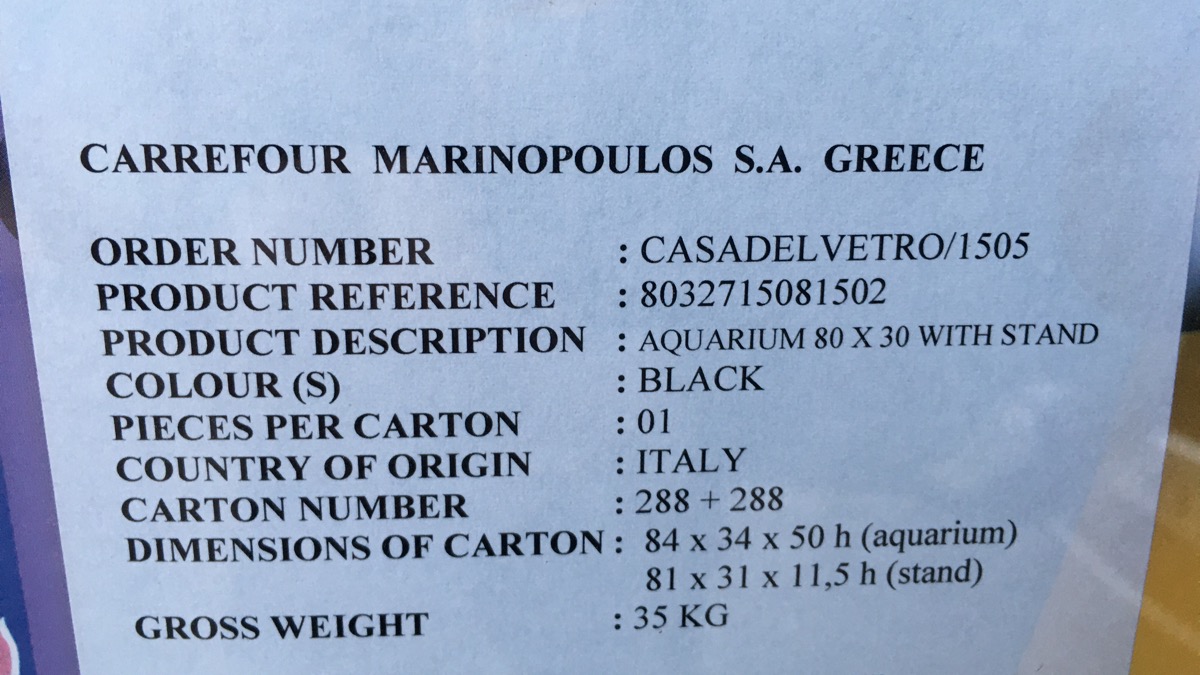 CARREFOUR MARINOPOULOS S.A. GREECE
ORDER NUMBER : CASADELVETRO/1505
PRODUCT REFERENCE : 8032715081502
PRODUCT DESCRIPTION : AQUARIUM 80 X 30 WITH STAND
COLOUR (S) : BLACK
PIECES PER CARTON : 01
COUNTRY OF ORIGIN : ITALY
CARTON NUMBER : 288 + 288
DIMENSIONS OF CARTON : 84 x 34 x 50 h (aquarium)
81 x 31 x 11,5 h (stand)
GROSS WEIGHT : 35 KG